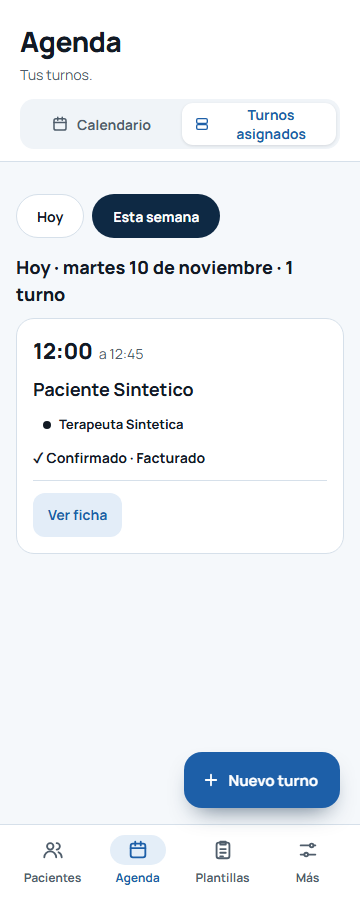 Agenda
Tus turnos.
Calendario
Turnos
asignados
Hoy
Esta semana
Hoy · martes 10 de noviembre · 1
turno
12:00 a 12:45
Paciente Sintetico
Terapeuta Sintetica
✓ Confirmado · Facturado
Ver ficha
+ Nuevo turno
Pacientes
Agenda
Plantillas
Más